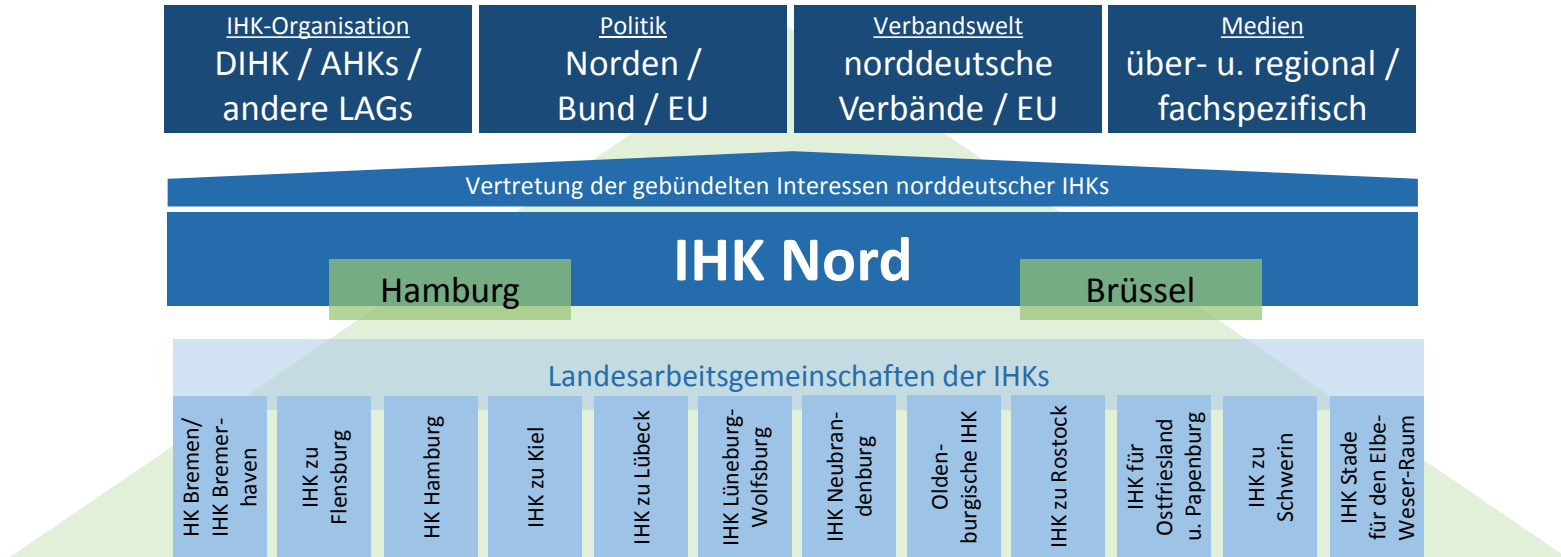 IHK-Organisation
DIHK / AHKs /
andere LAGs
Politik
Norden /
Bund / EU
Verbandswelt
norddeutsche
Verbände / EU
Medien
über- u. regional /
fachspezifisch
Vertretung der gebündelten Interessen norddeutscher IHKs
IHK Nord
Hamburg
Brüssel
Landesarbeitsgemeinschaften der IHKs
HK Bremen/
IHK Bremer-
haven
IHK zu
Flensburg
HK Hamburg
IHK zu Kiel
IHK zu Lübeck
IHK Lüneburg-
Wolfsburg
IHK Neubran-
denburg
Olden-
burgische IHK
IHK zu Rostock
IHK für
Ostfriesland
u. Papenburg
IHK zu
Schwerin
IHK Stade
für den Elbe-
Weser-Raum